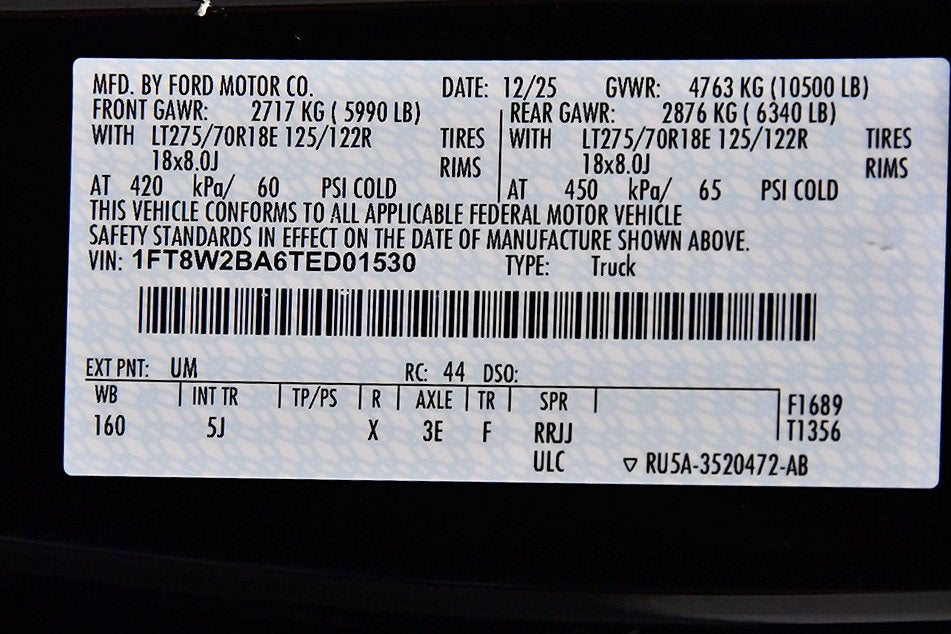 MFD. BY FORD MOTOR CO. DATE: 12/25 GVWR: 4763 KG (10500 LB)
FRONT GAWR: 2717 KG ( 5990 LB) REAR GAWR: 2876 KG ( 6340 LB)
WITH LT275/70R18E 125/122R TIRES WITH LT275/70R18E 125/122R TIRES
18x8.0J RIMS 18x8.0J RIMS
AT 420 kPa/ 60 PSI COLD AT 450 kPa/ 65 PSI COLD
THIS VEHICLE CONFORMS TO ALL APPLICABLE FEDERAL MOTOR VEHICLE
SAFETY STANDARDS IN EFFECT ON THE DATE OF MANUFACTURE SHOWN ABOVE.
VIN: 1FT8W2BA6TED01530 TYPE: Truck
EXT PNT: UM RC: 44 DSO:
WB INT TR TP/PS R AXLE TR SPR F1689
160 5J X 3E F RRJJ T1356
ULC ▽ RU5A-3520472-AB